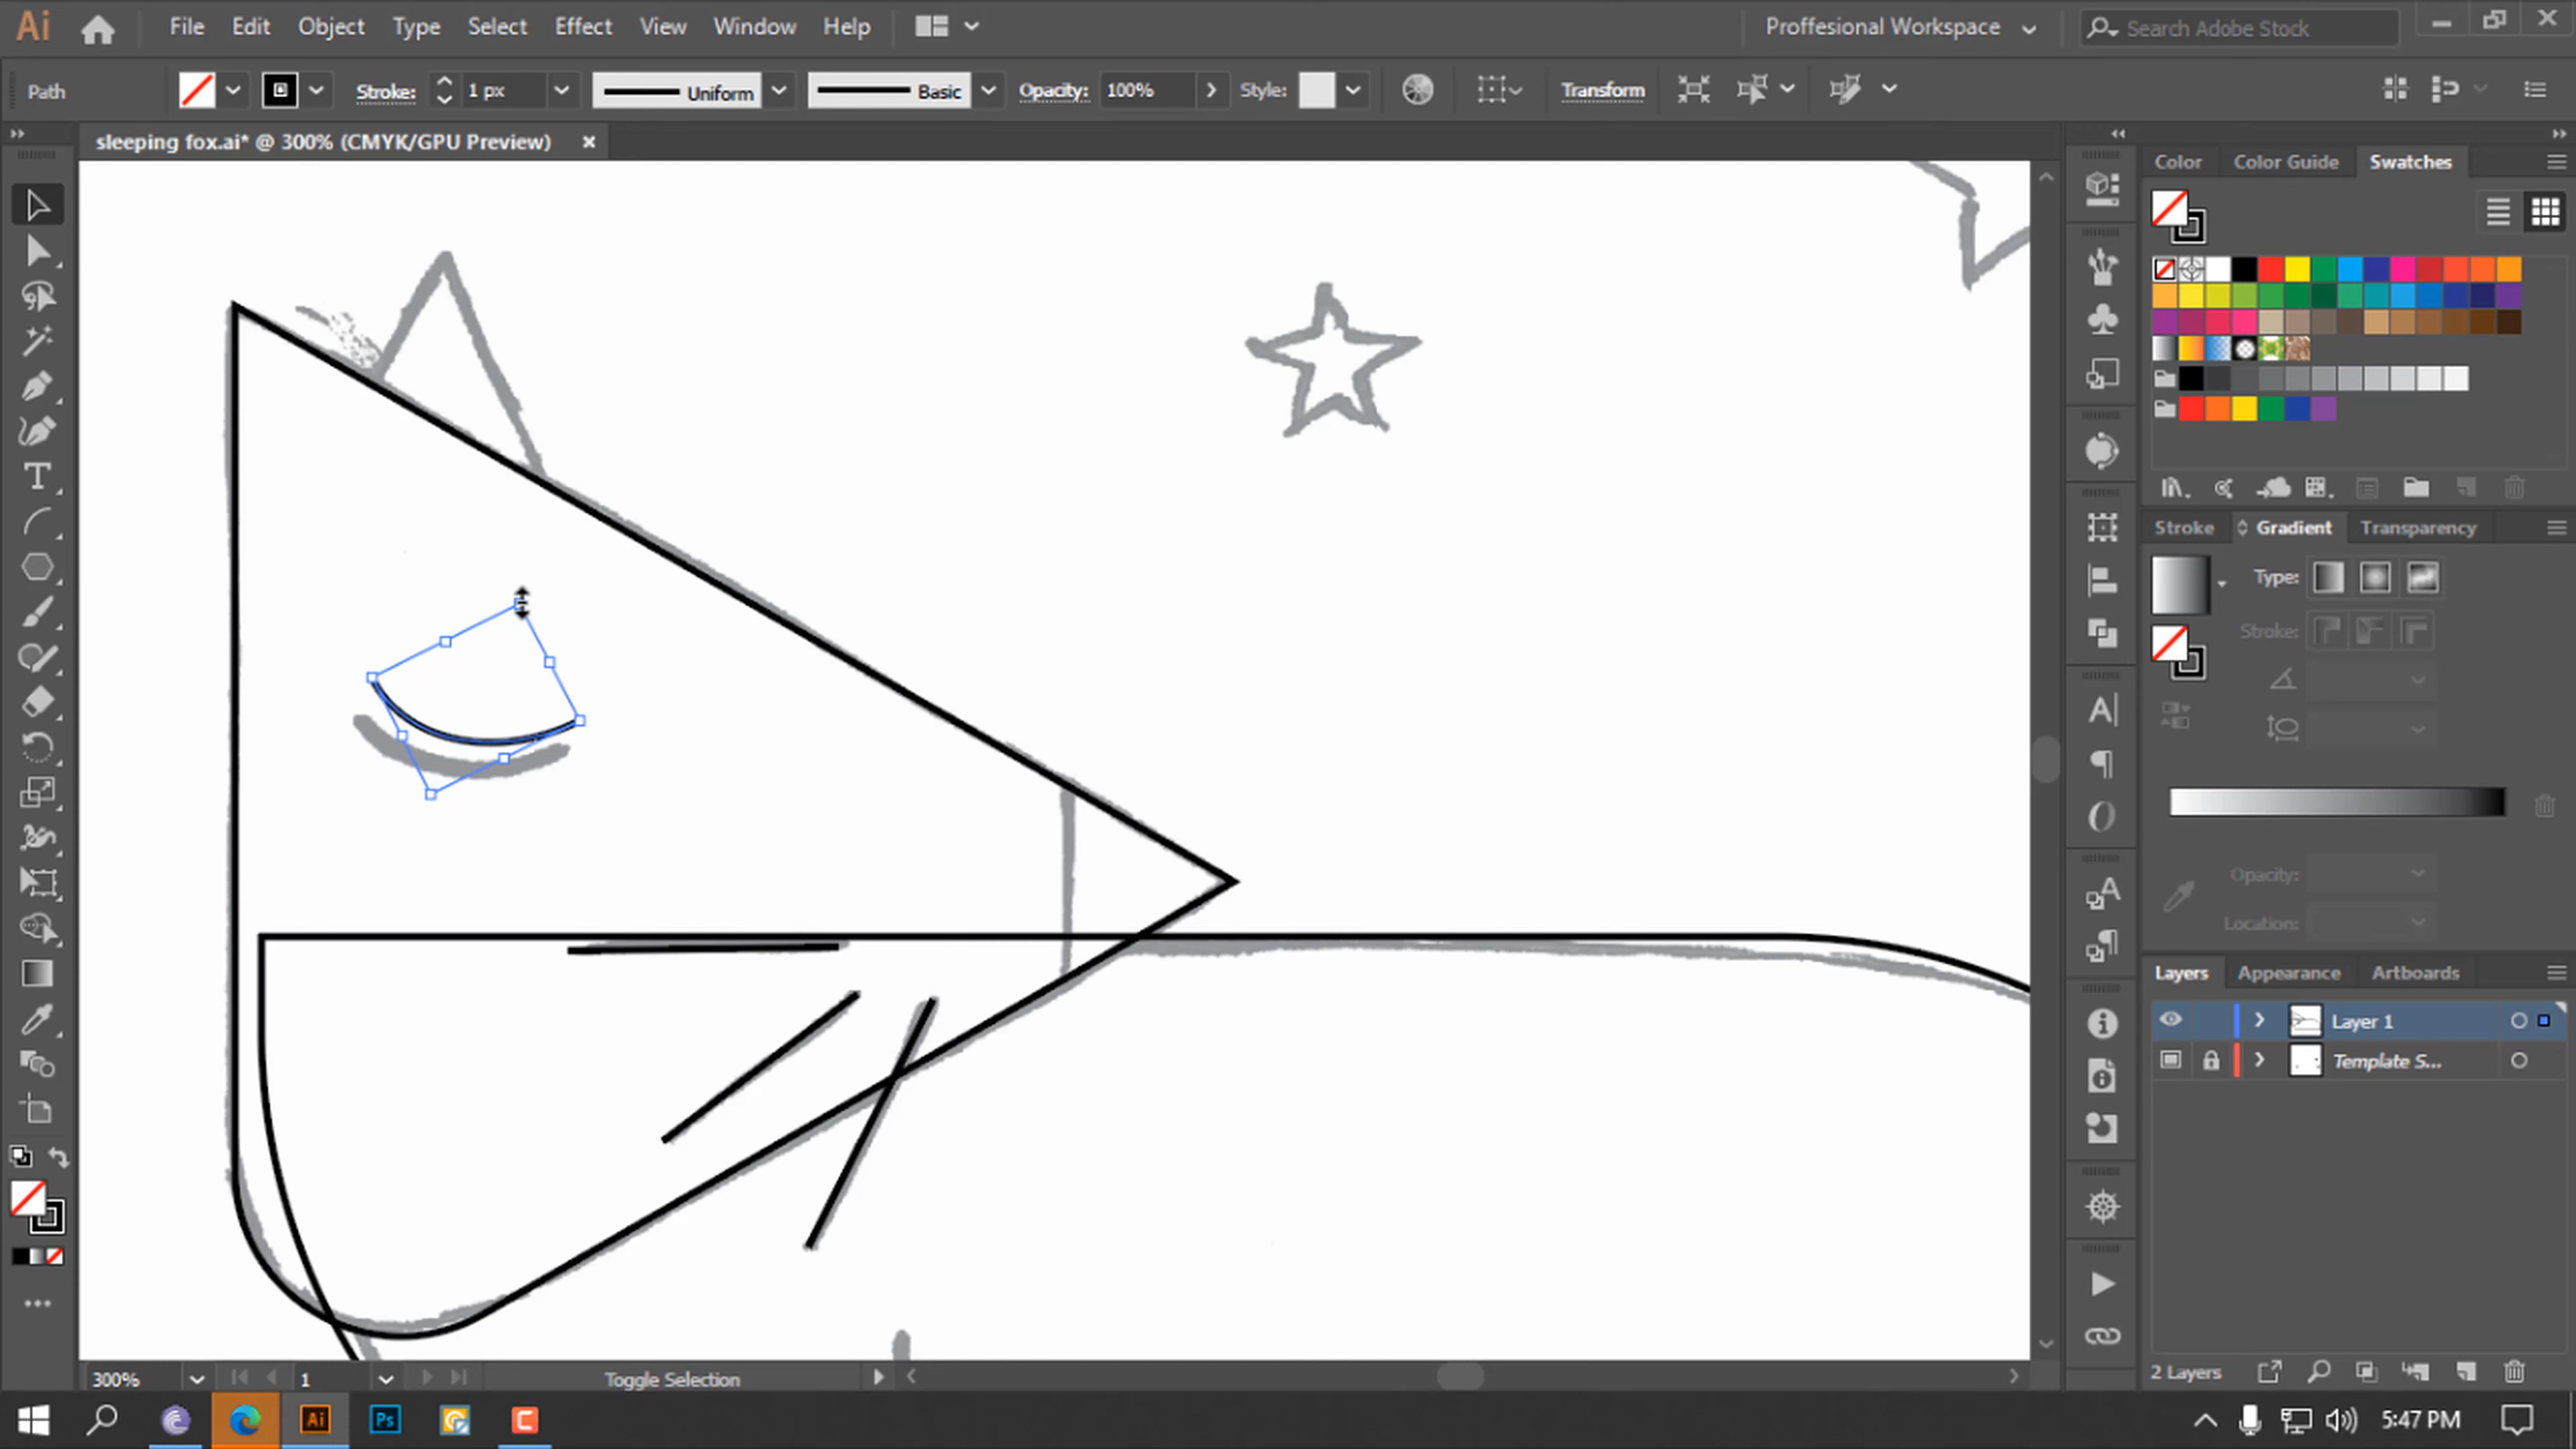 Ai File Edit Object Type Select Effect View Window Help Proffesional Workspace Search Adobe Stock
Path Stroke: 1 px Uniform Basic Opacity: 100% Style: Transform
sleeping fox.ai* @ 300% (CMYK/GPU Preview)
Color Color Guide Swatches
Stroke Gradient Transparency
Type:
Stroke:
Opacity:
Location:
Layers Appearance Artboards
Layer 1
Template S...
2 Layers
300% 1 Toggle Selection
Ai Ps 5:47 PM